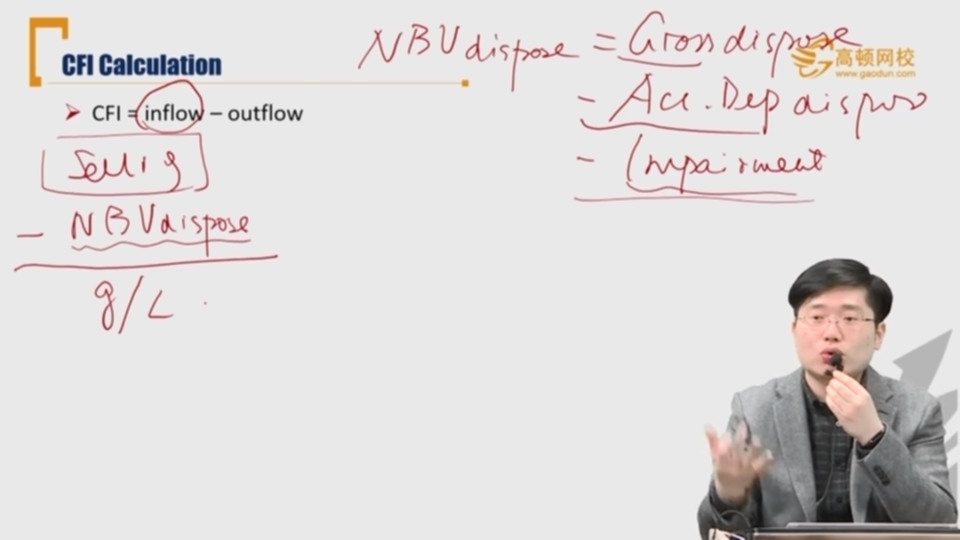 CFI Calculation
➤ CFI = inflow – outflow
Selling
- NBV dispose
g/L
NBV dispose = Gross dispose
- Acc. Dep dispose
- Impairment
高顿网校
www.gaodun.com